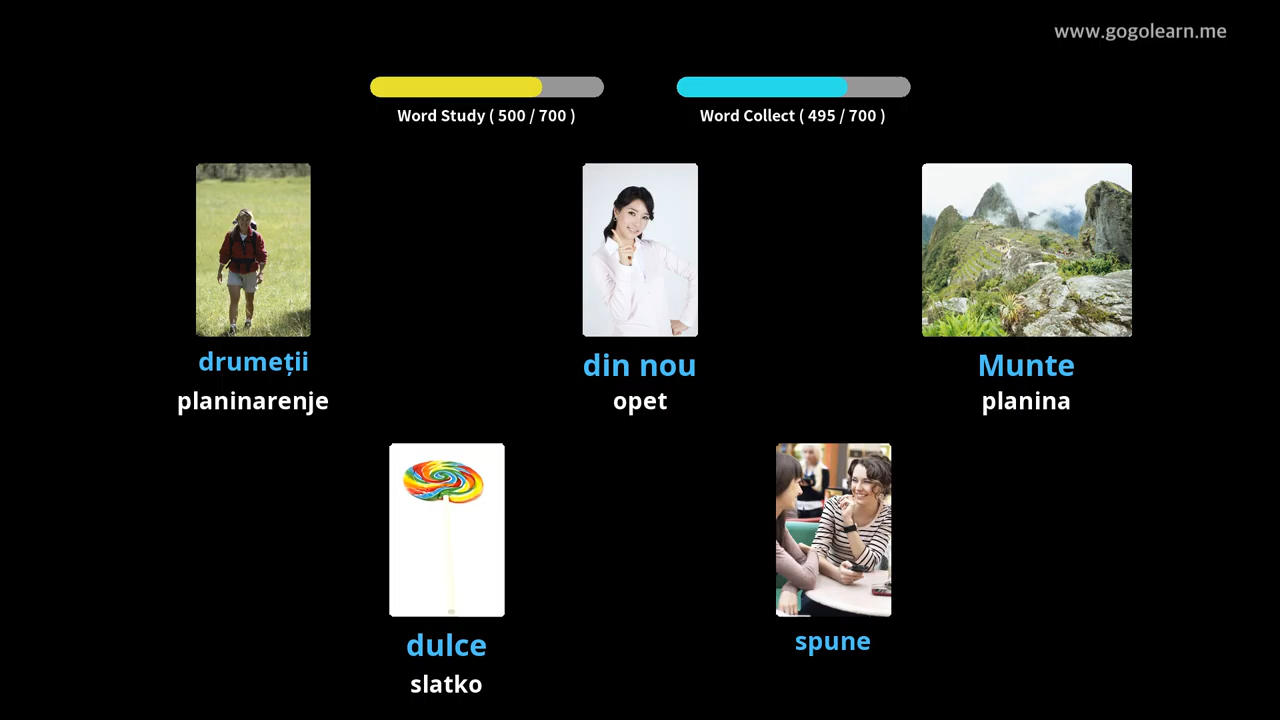 www.gogolearn.me
Word Study ( 500 / 700 )
Word Collect ( 495 / 700 )
drumeții
planinarenje
din nou
opet
Munte
planina
dulce
slatko
spune